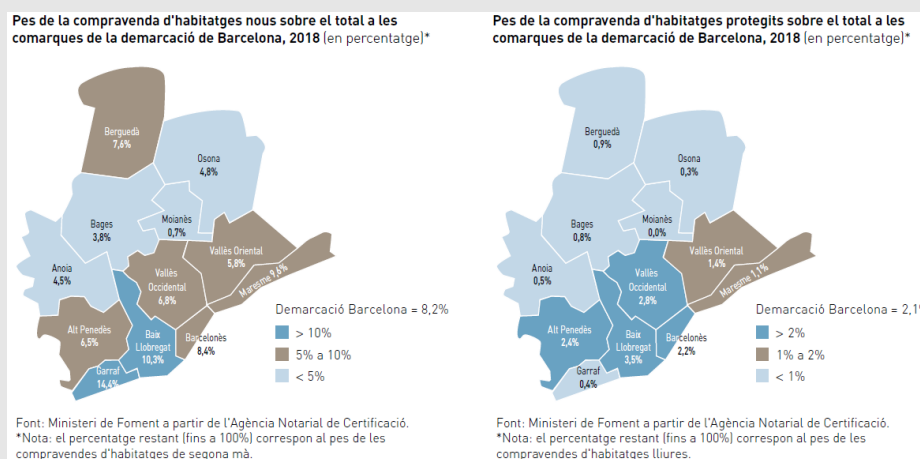 Pes de la compravenda d'habitatges nous sobre el total a les
comarques de la demarcació de Barcelona, 2018 (en percentatge)*
Berguedà
7,6%
Osona
4,8%
Moianès
0,7%
Bages
3,8%
Vallès Oriental
5,8%
Maresme 9,6%
Anoia
4,5%
Vallès
Occidental
6,8%
Alt Penedès
6,5%
Baix
Llobregat
10,3%
Barcelonès
8,4%
Garraf
14,4%
Demarcació Barcelona = 8,2%
> 10%
5% a 10%
< 5%
Font: Ministeri de Foment a partir de l'Agència Notarial de Certificació.
*Nota: el percentatge restant (fins a 100%) correspon al pes de les
compravendes d'habitatges de segona mà.
Pes de la compravenda d'habitatges protegits sobre el total a les
comarques de la demarcació de Barcelona, 2018 (en percentatge)*
Berguedà
0,9%
Osona
0,3%
Moianès
0,0%
Bages
0,8%
Vallès Oriental
1,4%
Maresme 1,1%
Anoia
0,5%
Vallès
Occidental
2,8%
Alt Penedès
2,4%
Baix
Llobregat
3,5%
Barcelonès
2,2%
Garraf
0,4%
Demarcació Barcelona = 2,1%
> 2%
1% a 2%
< 1%
Font: Ministeri de Foment a partir de l'Agència Notarial de Certificació.
*Nota: el percentatge restant (fins a 100%) correspon al pes de les
compravendes d'habitatges lliures.